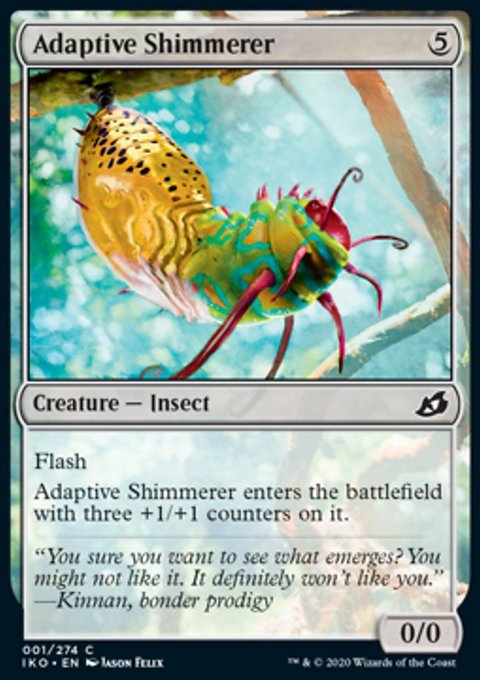 Adaptive Shimmerer 5
Creature — Insect
Flash
Adaptive Shimmerer enters the battlefield
with three +1/+1 counters on it.
“You sure you want to see what emerges? You
might not like it. It definitely won’t like you.”
—Kinnan, bonder prodigy
0/0
001/274 C
IKO • EN Jason Felix
™ & © 2020 Wizards of the Coast